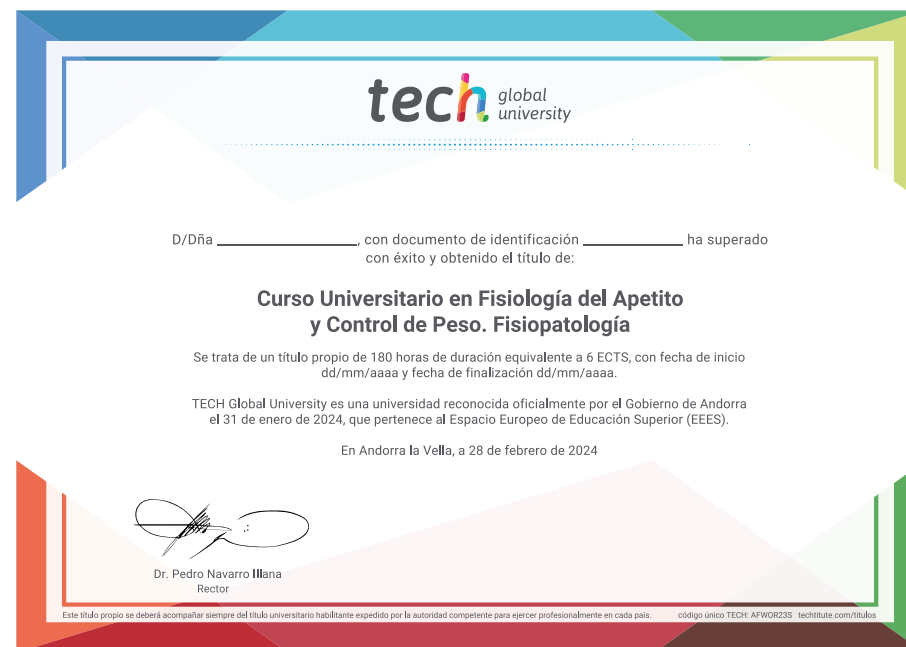 tech global university
D/Dña ____________________, con documento de identificación ______________ ha superado
con éxito y obtenido el título de:
Curso Universitario en Fisiología del Apetito
y Control de Peso. Fisiopatología
Se trata de un título propio de 180 horas de duración equivalente a 6 ECTS, con fecha de inicio
dd/mm/aaaa y fecha de finalización dd/mm/aaaa.
TECH Global University es una universidad reconocida oficialmente por el Gobierno de Andorra
el 31 de enero de 2024, que pertenece al Espacio Europeo de Educación Superior (EEES).
En Andorra la Vella, a 28 de febrero de 2024
Dr. Pedro Navarro Illana
Rector
Este título propio se deberá acompañar siempre del título universitario habilitante expedido por la autoridad competente para ejercer profesionalmente en cada país. código único TECH: AFWOR23S techtitute.com/titulos